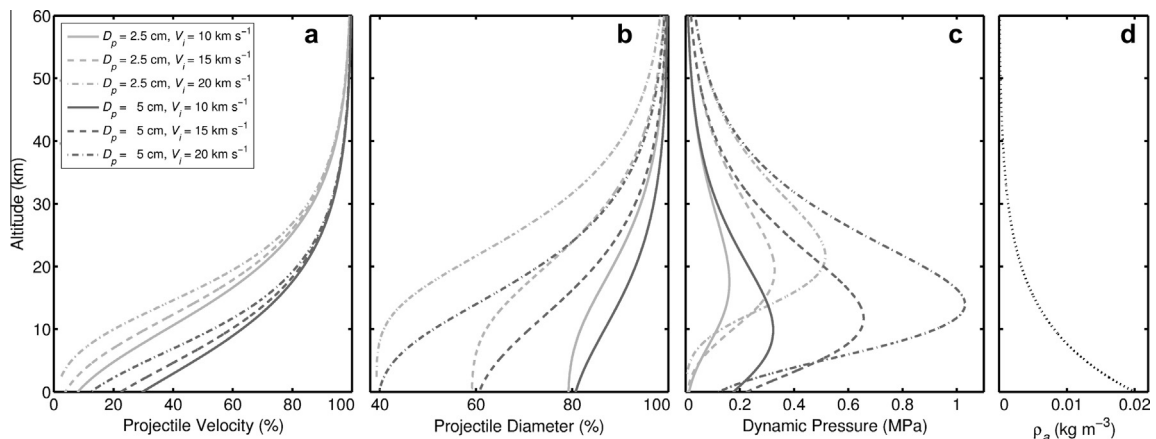 a b c d
D_p = 2.5 cm, V_i = 10 km s⁻¹
D_p = 2.5 cm, V_i = 15 km s⁻¹
D_p = 2.5 cm, V_i = 20 km s⁻¹
D_p = 5 cm, V_i = 10 km s⁻¹
D_p = 5 cm, V_i = 15 km s⁻¹
D_p = 5 cm, V_i = 20 km s⁻¹
Altitude (km)
60
50
40
30
20
10
0
0 20 40 60 80 100
40 60 80 100
0 0.2 0.4 0.6 0.8 1
0 0.01 0.02
Projectile Velocity (%)
Projectile Diameter (%)
Dynamic Pressure (MPa)
ρ_a (kg m⁻³)